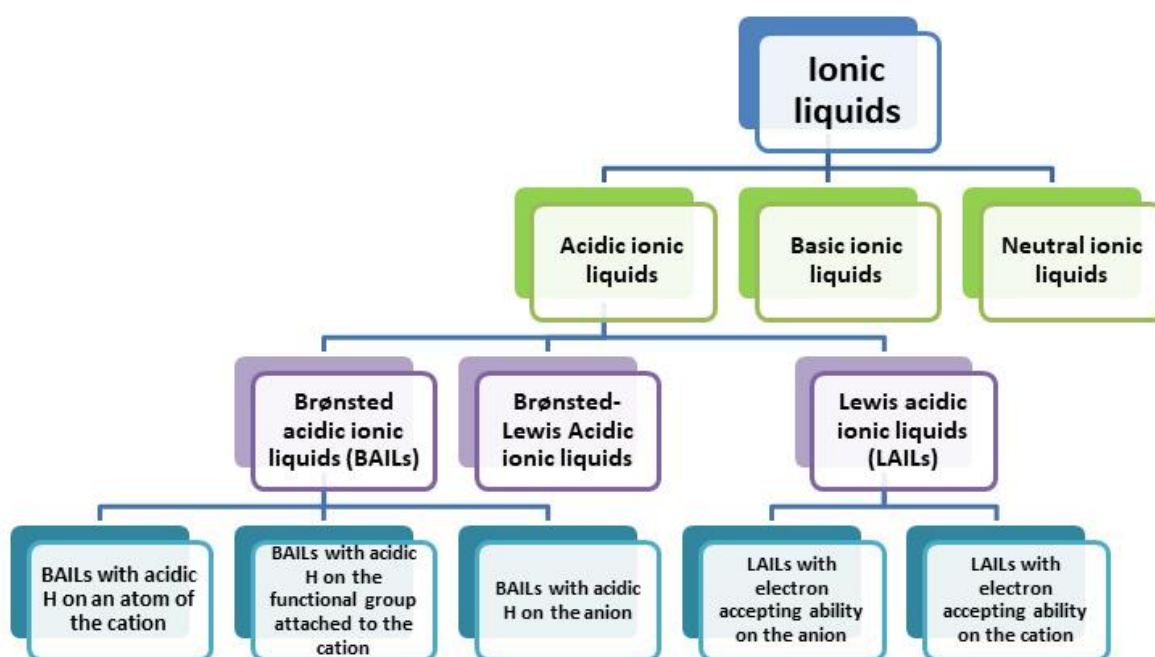 Ionic
liquids
Acidic ionic
liquids
Basic ionic
liquids
Neutral ionic
liquids
Brønsted
acidic ionic
liquids (BAILs)
Brønsted-
Lewis Acidic
ionic liquids
Lewis acidic
ionic liquids
(LAILs)
BAILs with acidic
H on an atom of
the cation
BAILs with acidic
H on the
functional group
attached to the
cation
BAILs with acidic
H on the anion
LAILs with
electron
accepting ability
on the anion
LAILs with
electron
accepting ability
on the cation